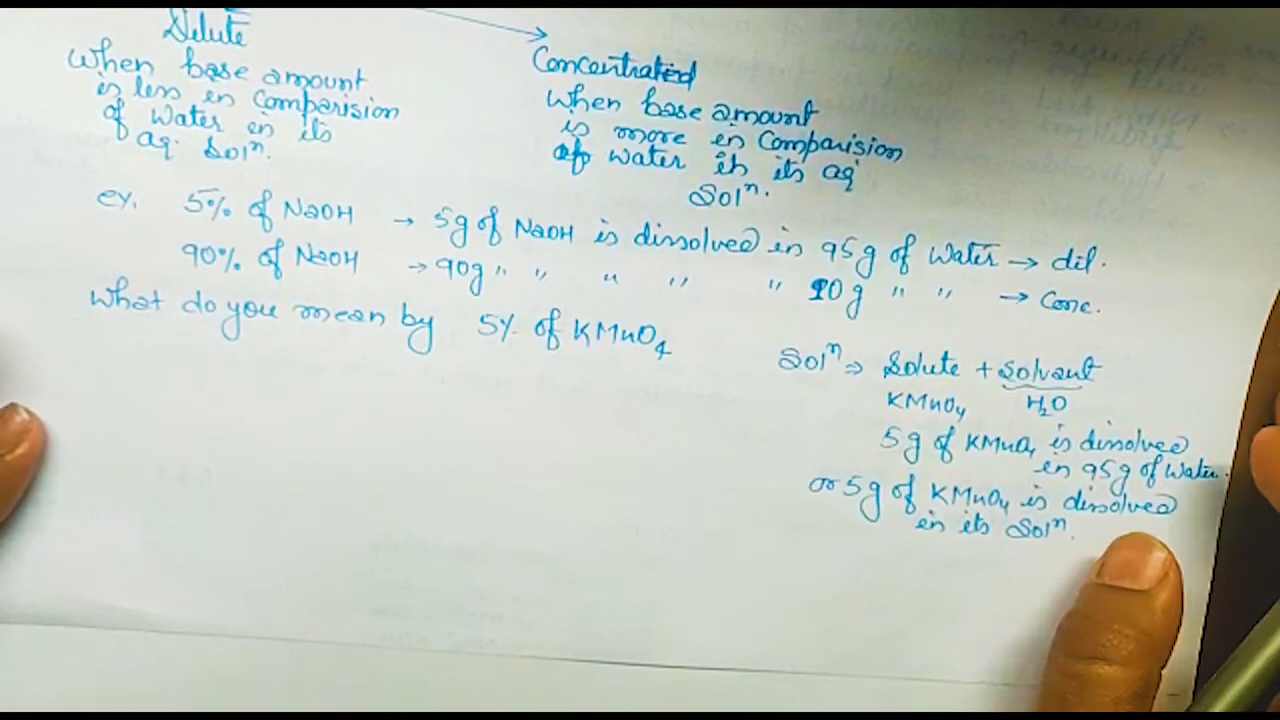 Dilute
When base amount
is less in Comparision
of Water in its
aq. Solⁿ.
Concentrated
When base amount
is more in Comparision
of water in its aq
Solⁿ.
ex. 5% of NaOH → 5g of NaOH is dissolved in 95g of Water → dil.
90% of NaOH → 90g " " " " " 10g " " → Conc.
What do you mean by 5% of KMnO₄
Solⁿ ⇒ Solute + Solvant
KMnO₄ H₂O
5g of KMnO₄ is dissolved
in 95g of Water.
or 5g of KMnO₄ is dissolved
in its Solⁿ.